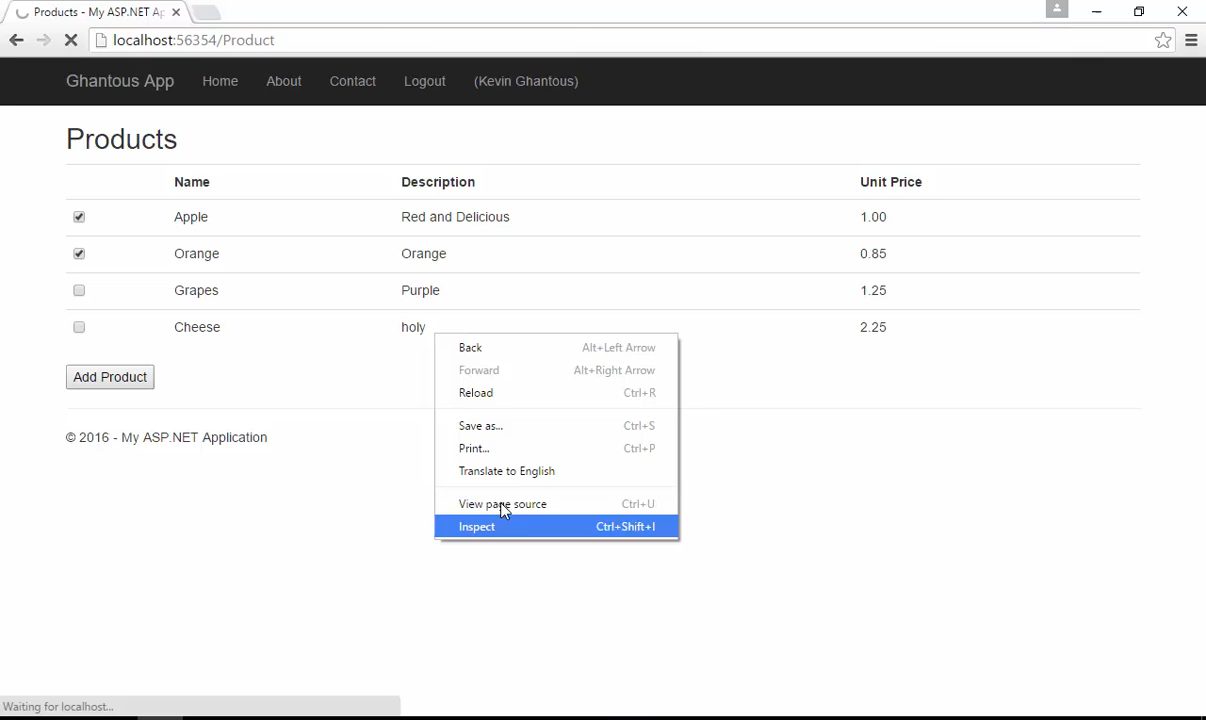 Products - My ASP.NET Ap
localhost:56354/Product
Ghantous App Home About Contact Logout (Kevin Ghantous)
Products
Name Description Unit Price
Apple Red and Delicious 1.00
Orange Orange 0.85
Grapes Purple 1.25
Cheese holy 2.25
Back Alt+Left Arrow
Forward Alt+Right Arrow
Reload Ctrl+R
Save as... Ctrl+S
Print... Ctrl+P
Translate to English
View page source Ctrl+U
Inspect Ctrl+Shift+I
Add Product
© 2016 - My ASP.NET Application
Waiting for localhost...